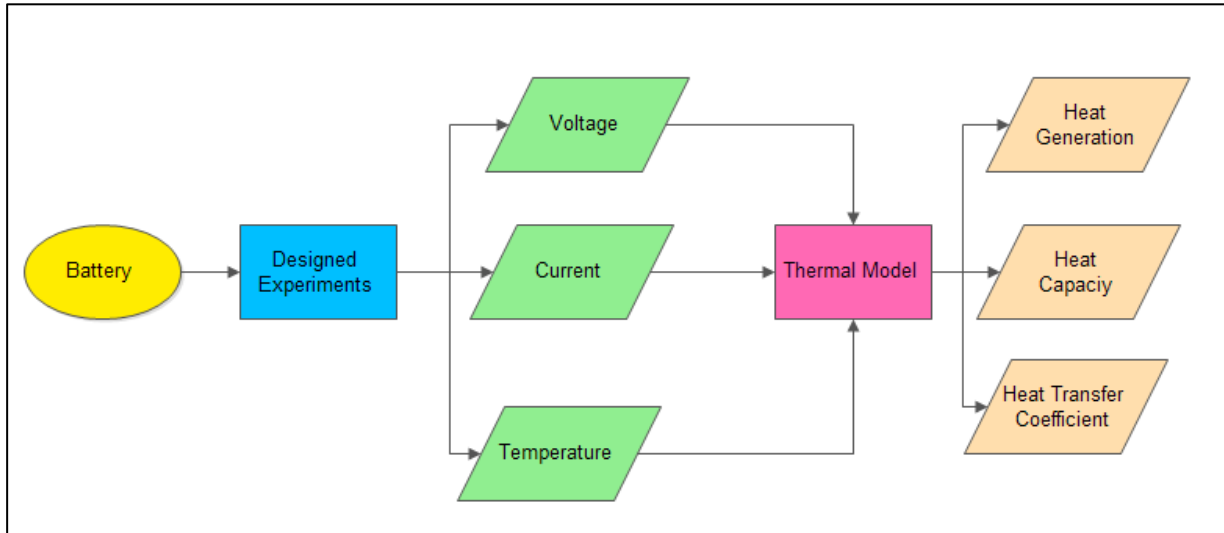 Battery
Designed
Experiments
Voltage
Current
Temperature
Thermal Model
Heat
Generation
Heat
Capaciy
Heat Transfer
Coefficient